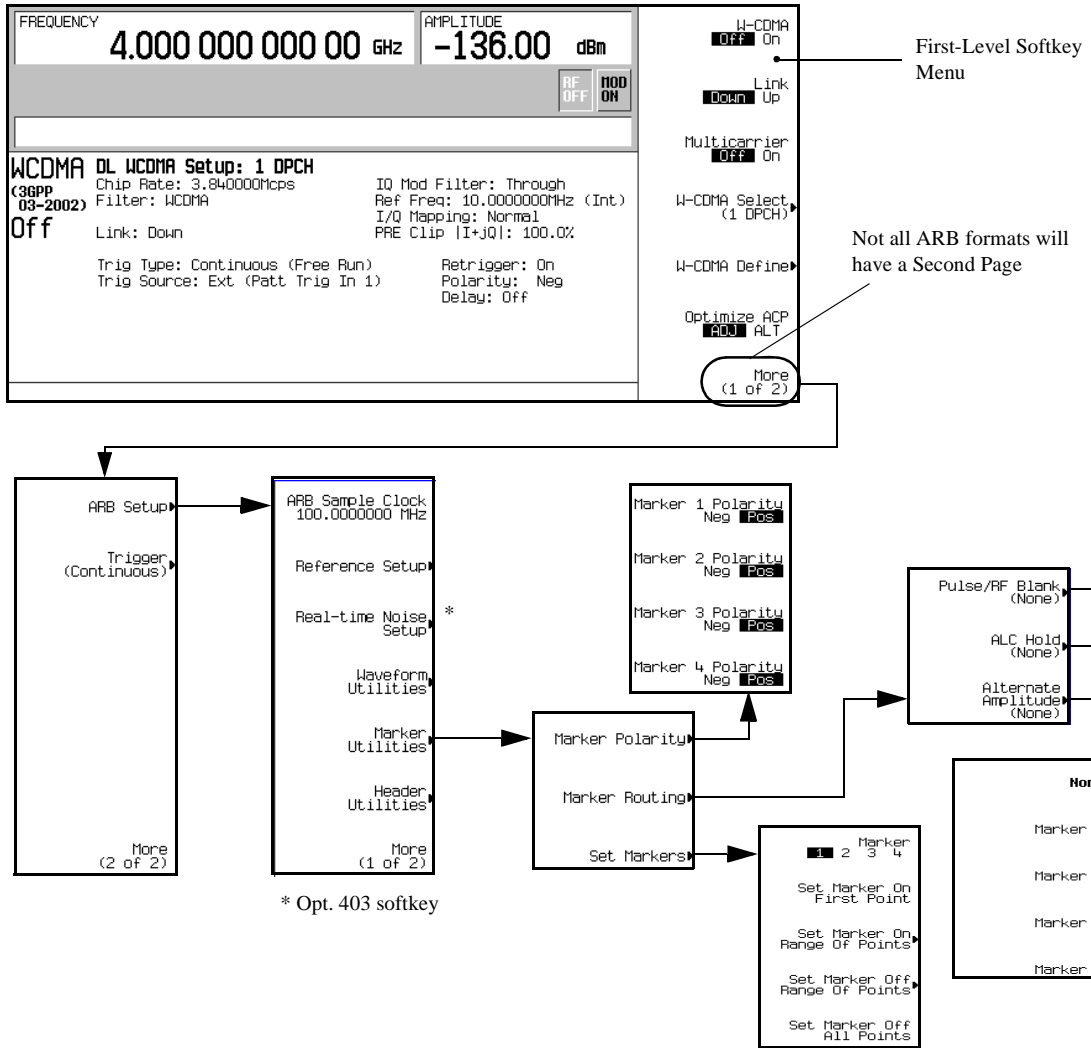 FREQUENCY
4.000 000 000 00 GHz
AMPLITUDE
-136.00 dBm
RF OFF
MOD ON
WCDMA
(3GPP
03-2002)
Off
DL WCDMA Setup: 1 DPCH
Chip Rate: 3.840000Mcps
Filter: WCDMA
Link: Down
IQ Mod Filter: Through
Ref Freq: 10.0000000MHz (Int)
I/Q Mapping: Normal
PRE Clip |I+jQ|: 100.0%
Trig Type: Continuous (Free Run)
Trig Source: Ext (Patt Trig In 1)
Retrigger: On
Polarity: Neg
Delay: Off
W-CDMA
Off On
Link
Down Up
Multicarrier
Off On
W-CDMA Select
(1 DPCH)
W-CDMA Define
Optimize ACP
ADJ ALT
More
(1 of 2)
First-Level Softkey
Menu
Not all ARB formats will
have a Second Page
ARB Setup
Trigger
(Continuous)
More
(2 of 2)
ARB Sample Clock
100.0000000 MHz
Reference Setup
Real-time Noise
Setup
*
Waveform
Utilities
Marker
Utilities
Header
Utilities
More
(1 of 2)
* Opt. 403 softkey
Marker Polarity
Marker Routing
Set Markers
Marker 1 Polarity
Neg Pos
Marker 2 Polarity
Neg Pos
Marker 3 Polarity
Neg Pos
Marker 4 Polarity
Neg Pos
Pulse/RF Blank
(None)
ALC Hold
(None)
Alternate
Amplitude
(None)
Marker
1 2 3 4
Set Marker On
First Point
Set Marker On
Range Of Points
Set Marker Off
Range Of Points
Set Marker Off
All Points
Marker
Marker
Marker
Marker